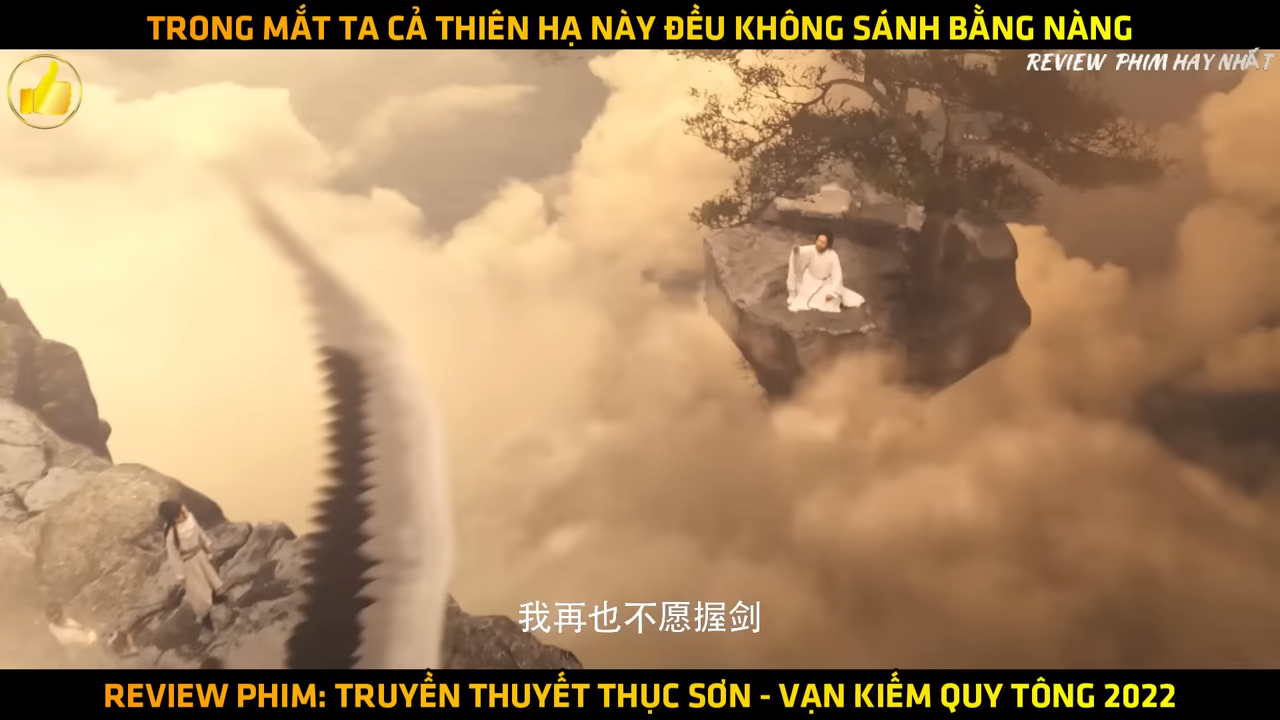 TRONG MẮT TA CẢ THIÊN HẠ NÀY ĐỀU KHÔNG SÁNH BẰNG NÀNG
REVIEW PHIM HAY NHẤT
我再也不愿握剑
REVIEW PHIM: TRUYỀN THUYẾT THỤC SƠN - VẠN KIẾM QUY TÔNG 2022